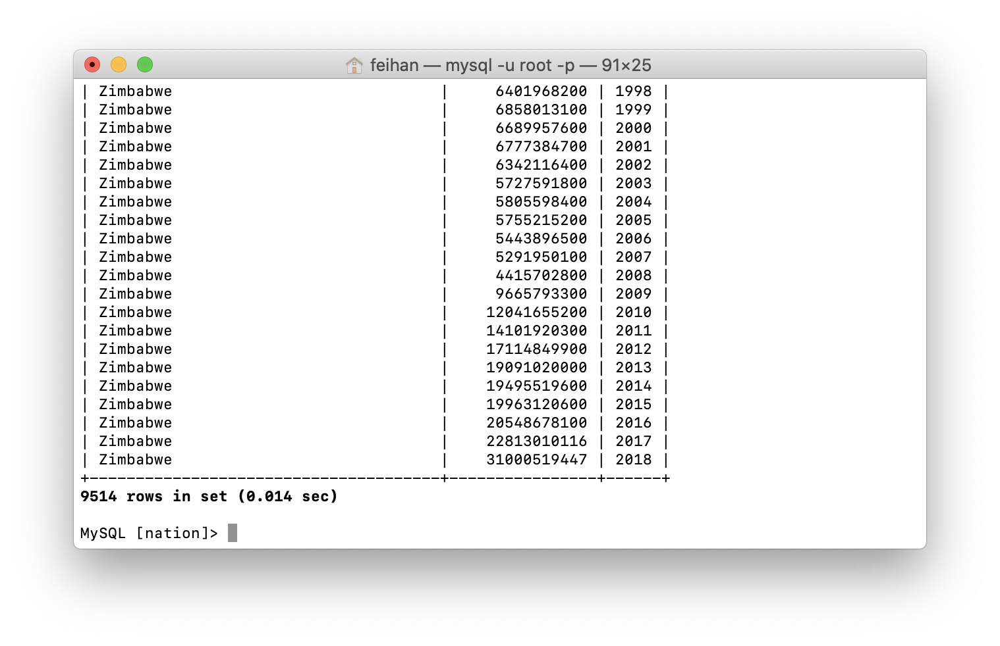 feihan — mysql -u root -p — 91×25
| Zimbabwe                             |     6401968200 | 1998 |
| Zimbabwe                             |     6858013100 | 1999 |
| Zimbabwe                             |     6689957600 | 2000 |
| Zimbabwe                             |     6777384700 | 2001 |
| Zimbabwe                             |     6342116400 | 2002 |
| Zimbabwe                             |     5727591800 | 2003 |
| Zimbabwe                             |     5805598400 | 2004 |
| Zimbabwe                             |     5755215200 | 2005 |
| Zimbabwe                             |     5443896500 | 2006 |
| Zimbabwe                             |     5291950100 | 2007 |
| Zimbabwe                             |     4415702800 | 2008 |
| Zimbabwe                             |     9665793300 | 2009 |
| Zimbabwe                             |    12041655200 | 2010 |
| Zimbabwe                             |    14101920300 | 2011 |
| Zimbabwe                             |    17114849900 | 2012 |
| Zimbabwe                             |    19091020000 | 2013 |
| Zimbabwe                             |    19495519600 | 2014 |
| Zimbabwe                             |    19963120600 | 2015 |
| Zimbabwe                             |    20548678100 | 2016 |
| Zimbabwe                             |    22813010116 | 2017 |
| Zimbabwe                             |    31000519447 | 2018 |
+--------------------------------------+----------------+------+
9514 rows in set (0.014 sec)
MySQL [nation]>